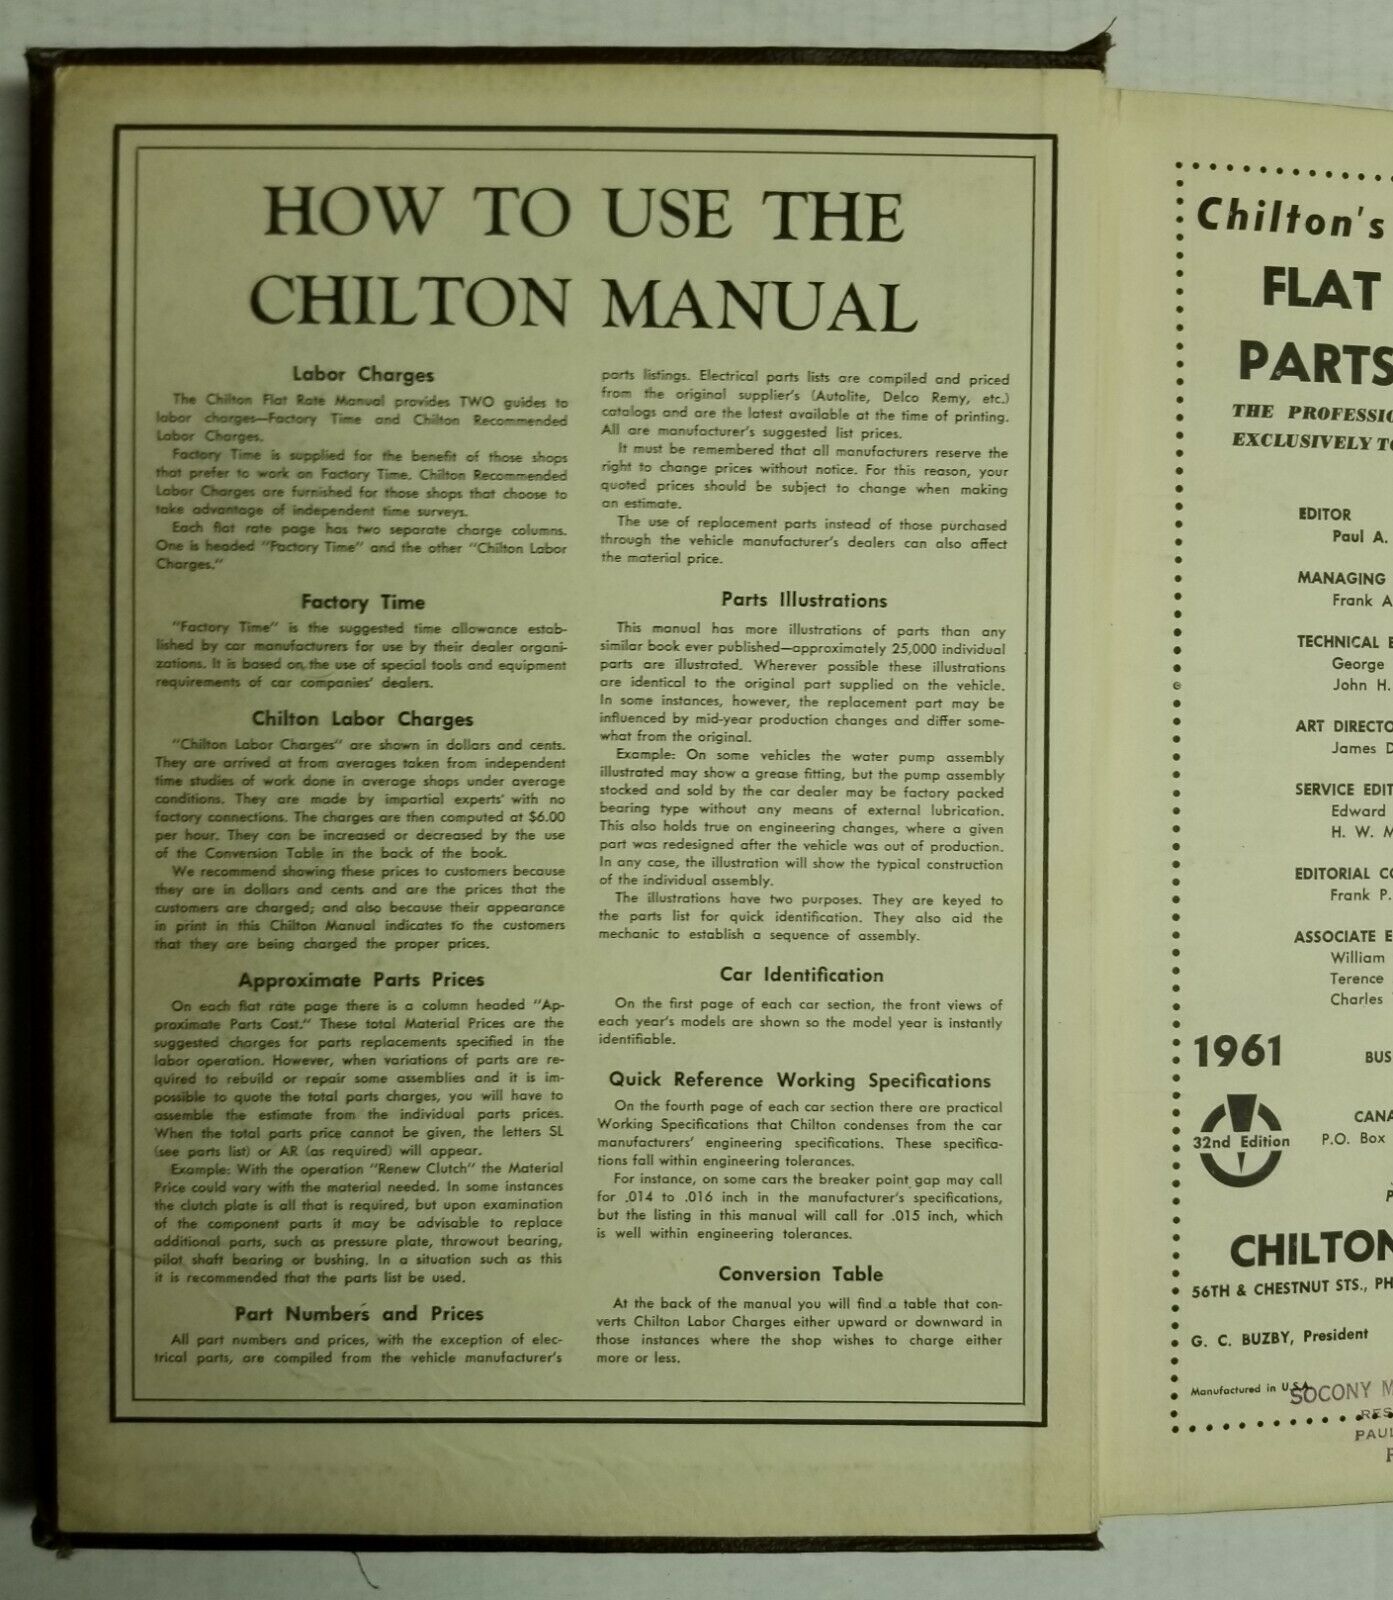 HOW TO USE THE
CHILTON MANUAL
Labor Charges
The Chilton Flat Rate Manual provides TWO guides to
labor charges—Factory Time and Chilton Recommended
Labor Charges.
Factory Time is supplied for the benefit of those shops
that prefer to work on Factory Time. Chilton Recommended
Labor Charges are furnished for those shops that choose to
take advantage of independent time surveys.
Each flat rate page has two separate charge columns.
One is headed "Factory Time" and the other "Chilton Labor
Charges."
Factory Time
"Factory Time" is the suggested time allowance estab-
lished by car manufacturers for use by their dealer organi-
zations. It is based on the use of special tools and equipment
requirements of car companies' dealers.
Chilton Labor Charges
"Chilton Labor Charges" are shown in dollars and cents.
They are arrived at from averages taken from independent
time studies of work done in average shops under average
conditions. They are made by impartial experts with no
factory connections. The charges are then computed at $6.00
per hour. They can be increased or decreased by the use
of the Conversion Table in the back of the book.
We recommend showing these prices to customers because
they are in dollars and cents and are the prices that the
customers are charged; and also because their appearance
in print in this Chilton Manual indicates to the customers
that they are being charged the proper prices.
Approximate Parts Prices
On each flat rate page there is a column headed "Ap-
proximate Parts Cost." These total Material Prices are the
suggested charges for parts replacements specified in the
labor operation. However, when variations of parts are re-
quired to rebuild or repair some assemblies and it is im-
possible to quote the total parts charges, you will have to
assemble the estimate from the individual parts prices.
When the total parts price cannot be given, the letters SL
(see parts list) or AR (as required) will appear.
Example: With the operation "Renew Clutch" the Material
Price could vary with the material needed. In some instances
the clutch plate is all that is required, but upon examination
of the component parts it may be advisable to replace
additional parts, such as pressure plate, throwout bearing,
pilot shaft bearing or bushing. In a situation such as this
it is recommended that the parts list be used.
Part Numbers and Prices
All part numbers and prices, with the exception of elec-
trical parts, are compiled from the vehicle manufacturer's
parts listings. Electrical parts lists are compiled and priced
from the original supplier's (Autolite, Delco Remy, etc.)
catalogs and are the latest available at the time of printing.
All are manufacturer's suggested list prices.
It must be remembered that all manufacturers reserve the
right to change prices without notice. For this reason, your
quoted prices should be subject to change when making
an estimate.
The use of replacement parts instead of those purchased
through the vehicle manufacturer's dealers can also affect
the material price.
Parts Illustrations
This manual has more illustrations of parts than any
similar book ever published—approximately 25,000 individual
parts are illustrated. Wherever possible these illustrations
are identical to the original part supplied on the vehicle.
In some instances, however, the replacement part may be
influenced by mid-year production changes and differ some-
what from the original.
Example: On some vehicles the water pump assembly
illustrated may show a grease fitting, but the pump assembly
stocked and sold by the car dealer may be factory packed
bearing type without any means of external lubrication.
This also holds true on engineering changes, where a given
part was redesigned after the vehicle was out of production.
In any case, the illustration will show the typical construction
of the individual assembly.
The illustrations have two purposes. They are keyed to
the parts list for quick identification. They also aid the
mechanic to establish a sequence of assembly.
Car Identification
On the first page of each car section, the front views of
each year's models are shown so the model year is instantly
identifiable.
Quick Reference Working Specifications
On the fourth page of each car section there are practical
Working Specifications that Chilton condenses from the car
manufacturers' engineering specifications. These specifica-
tions fall within engineering tolerances.
For instance, on some cars the breaker point gap may call
for .014 to .016 inch in the manufacturer's specifications,
but the listing in this manual will call for .015 inch, which
is well within engineering tolerances.
Conversion Table
At the back of the manual you will find a table that con-
verts Chilton Labor Charges either upward or downward in
those instances where the shop wishes to charge either
more or less.
Chilton's
FLAT
PARTS
THE PROFESSIO
EXCLUSIVELY TO
EDITOR
Paul A.
MANAGING
Frank A
TECHNICAL E
George
John H.
ART DIRECTO
James D
SERVICE EDIT
Edward
H. W. M
EDITORIAL CO
Frank P.
ASSOCIATE E
William
Terence
Charles
1961
BUS
32nd Edition
CANA
P.O. Box
P
CHILTON
56TH & CHESTNUT STS., PH
G. C. BUZBY, President
Manufactured in U.S.A.
SOCONY M
RES
PAUL